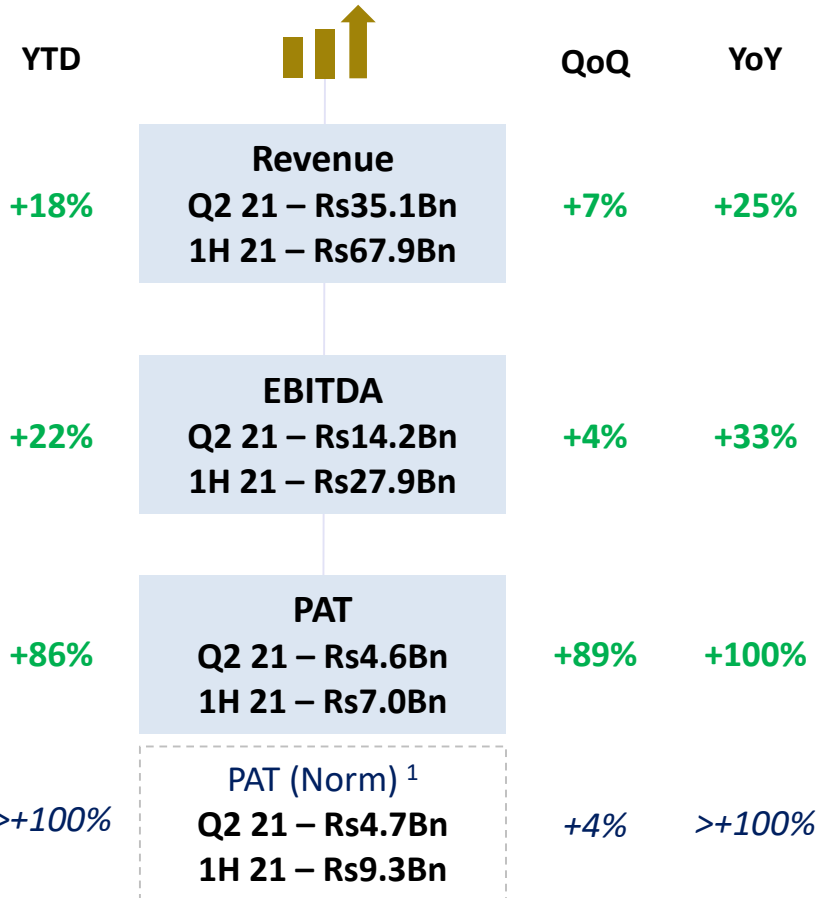 YTD QoQ YoY
Revenue
+18% Q2 21 – Rs35.1Bn +7% +25%
1H 21 – Rs67.9Bn
EBITDA
+22% Q2 21 – Rs14.2Bn +4% +33%
1H 21 – Rs27.9Bn
PAT
+86% Q2 21 – Rs4.6Bn +89% +100%
1H 21 – Rs7.0Bn
PAT (Norm) 1
>+100% Q2 21 – Rs4.7Bn +4% >+100%
1H 21 – Rs9.3Bn